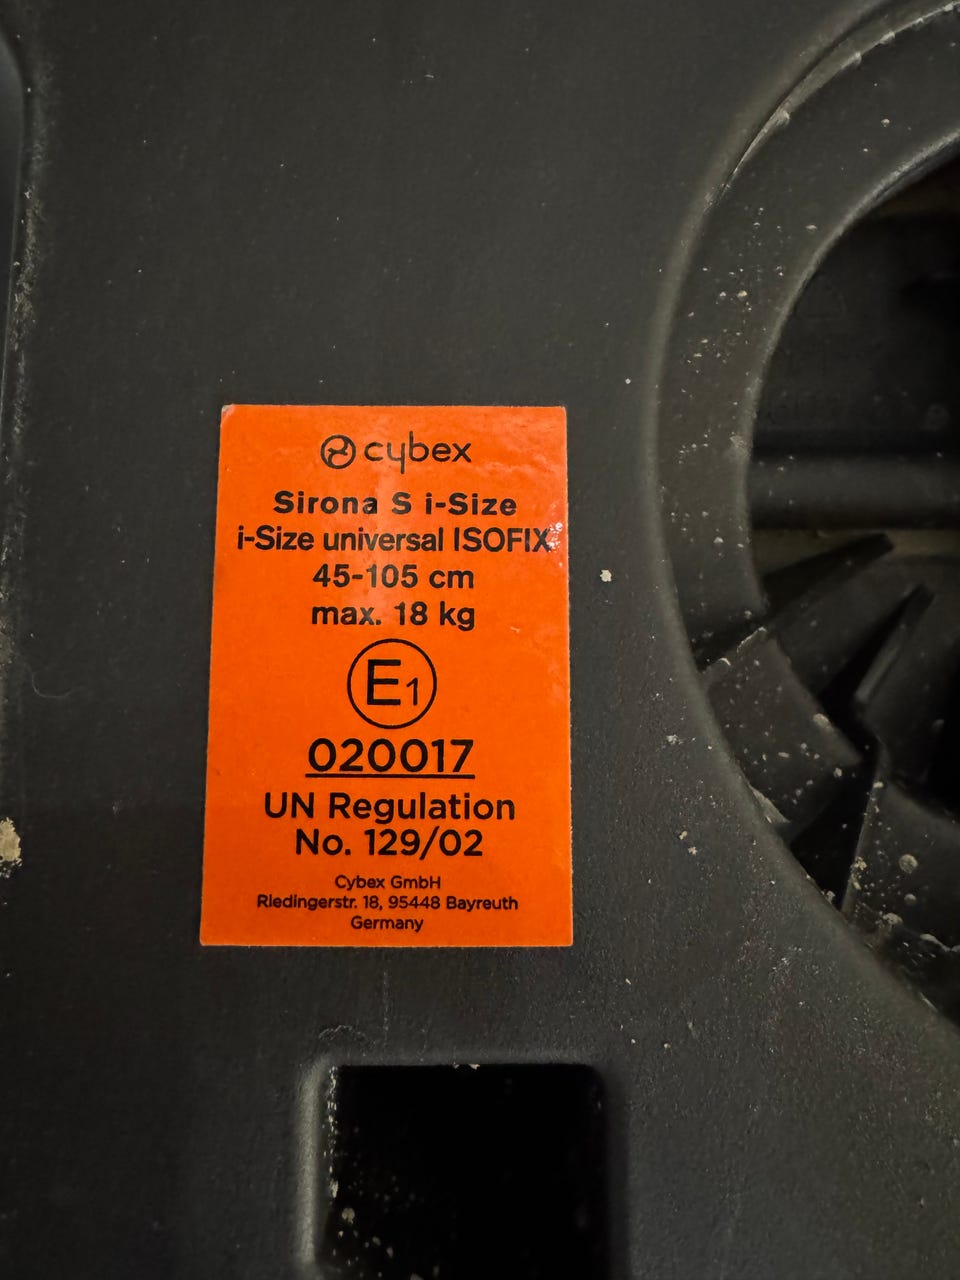 cybex
Sirona S i-Size
i-Size universal ISOFIX
45-105 cm
max. 18 kg
E1
020017
UN Regulation
No. 129/02
Cybex GmbH
Riedingerstr. 18, 95448 Bayreuth
Germany